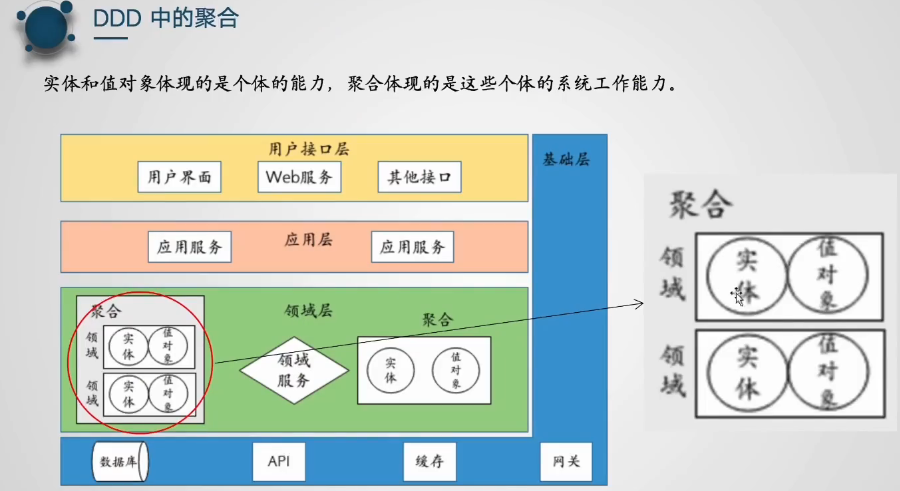 DDD 中的聚合
实体和值对象体现的是个体的能力，聚合体现的是这些个体的系统工作能力。
用户接口层
用户界面
Web服务
其他接口
基础层
应用服务
应用层
应用服务
聚合
领域
实体
值对象
领域
实体
值对象
领域层
领域服务
聚合
实体
值对象
数据库
API
缓存
网关
聚合
领域
实体
值对象
领域
实体
值对象